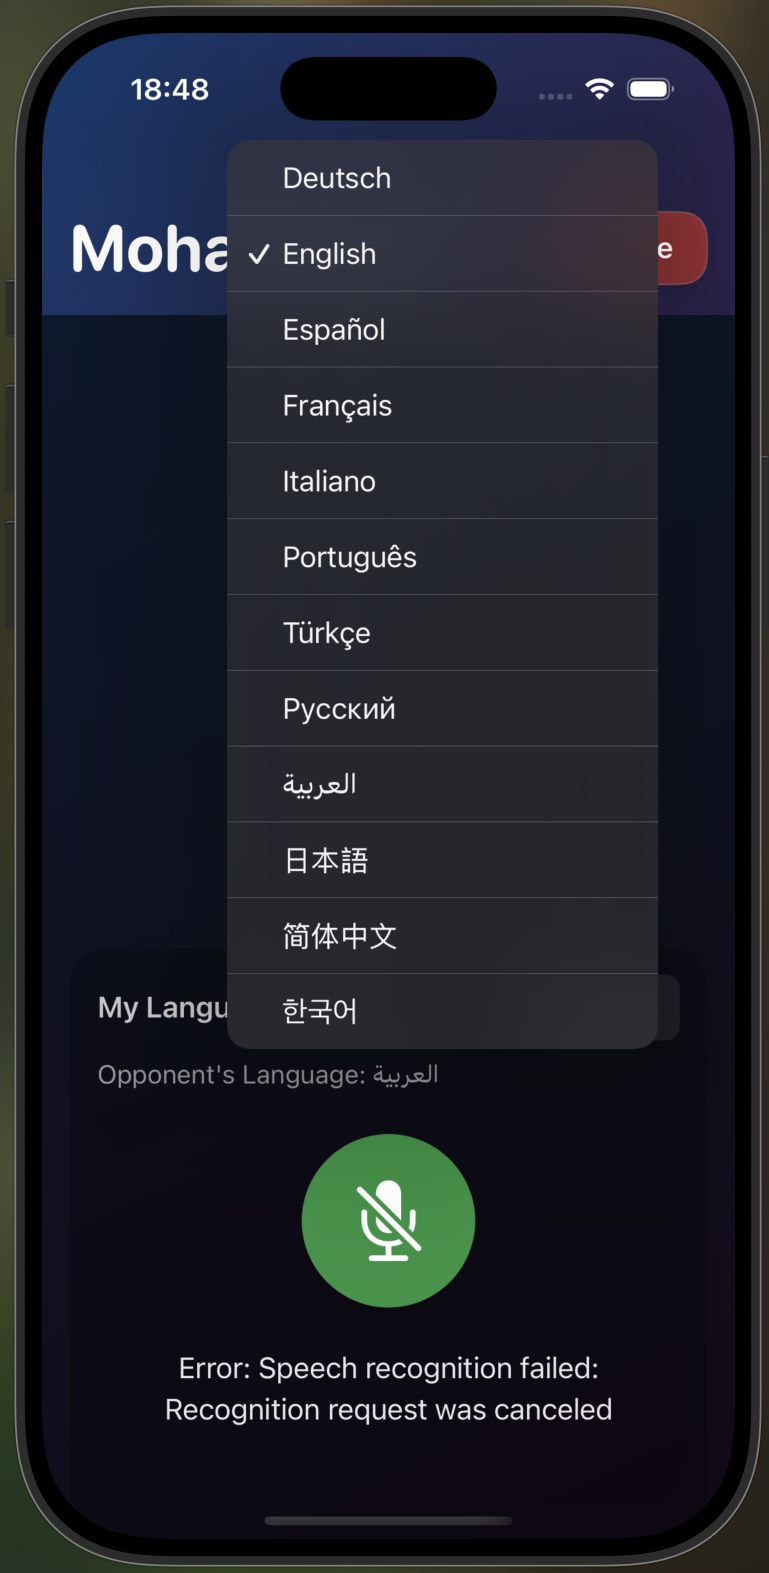 18:48
Moha
e
Deutsch
✓ English
Español
Français
Italiano
Português
Türkçe
Русский
العربية
日本語
简体中文
한국어
My Langu
Opponent's Language: العربية
Error: Speech recognition failed:
Recognition request was canceled